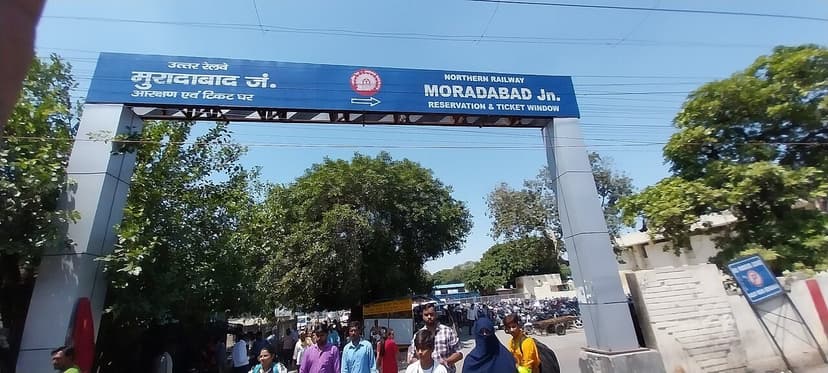 उत्तर रेलवे
मुरादाबाद जं.
आरक्षण एवं टिकट घर
NORTHERN RAILWAY
MORADABAD Jn.
RESERVATION & TICKET WINDOW